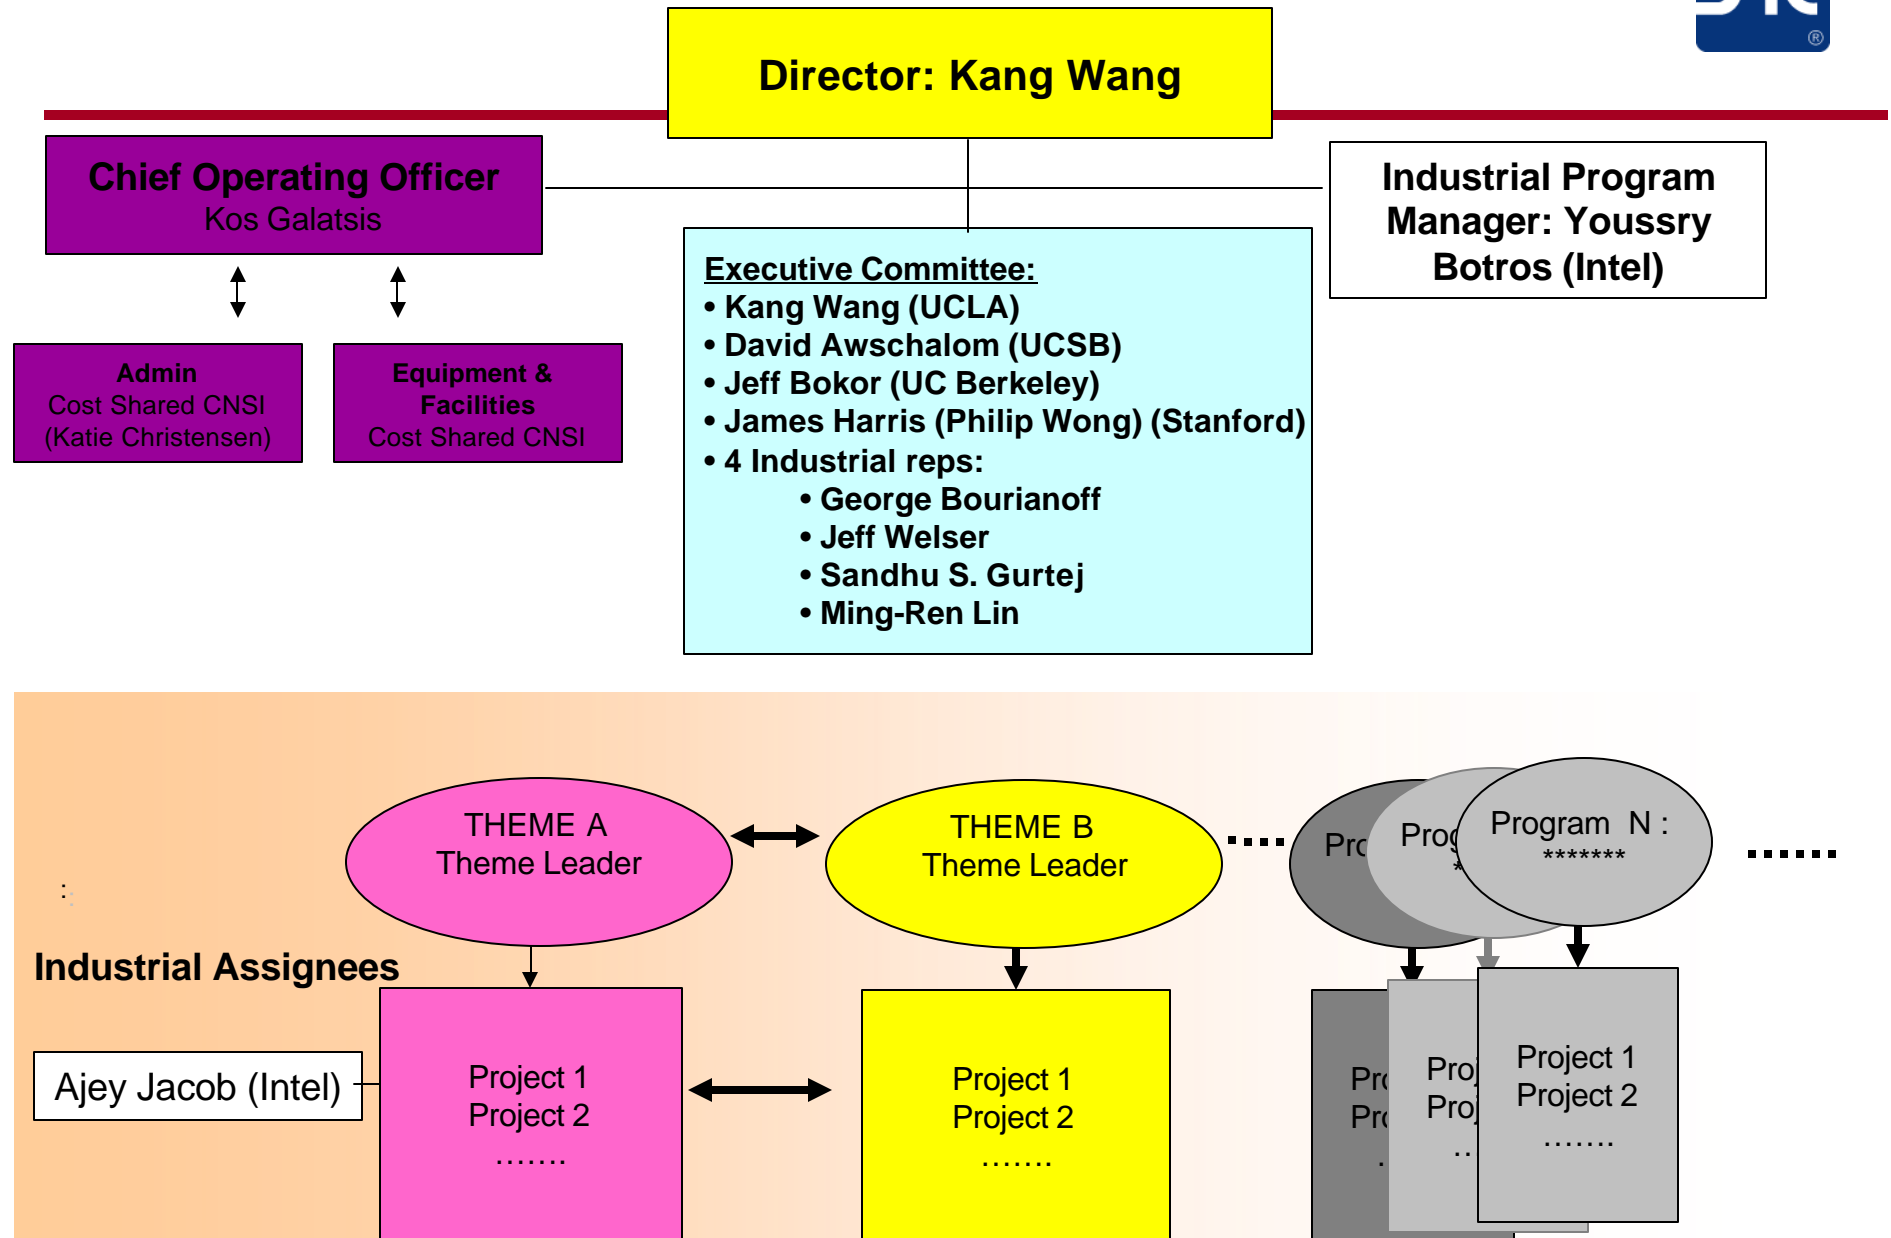 Director: Kang Wang
®
Chief Operating Officer
Kos Galatsis
Industrial Program
Manager: Youssry
Botros (Intel)
Admin
Cost Shared CNSI
(Katie Christensen)
Equipment &
Facilities
Cost Shared CNSI
Executive Committee:
• Kang Wang (UCLA)
• David Awschalom (UCSB)
• Jeff Bokor (UC Berkeley)
• James Harris (Philip Wong) (Stanford)
• 4 Industrial reps:
• George Bourianoff
• Jeff Welser
• Sandhu S. Gurtej
• Ming-Ren Lin
THEME A
Theme Leader
THEME B
Theme Leader
Program N :
*******
Industrial Assignees
Ajey Jacob (Intel)
Project 1
Project 2
.......
Project 1
Project 2
.......
Project 1
Project 2
.......